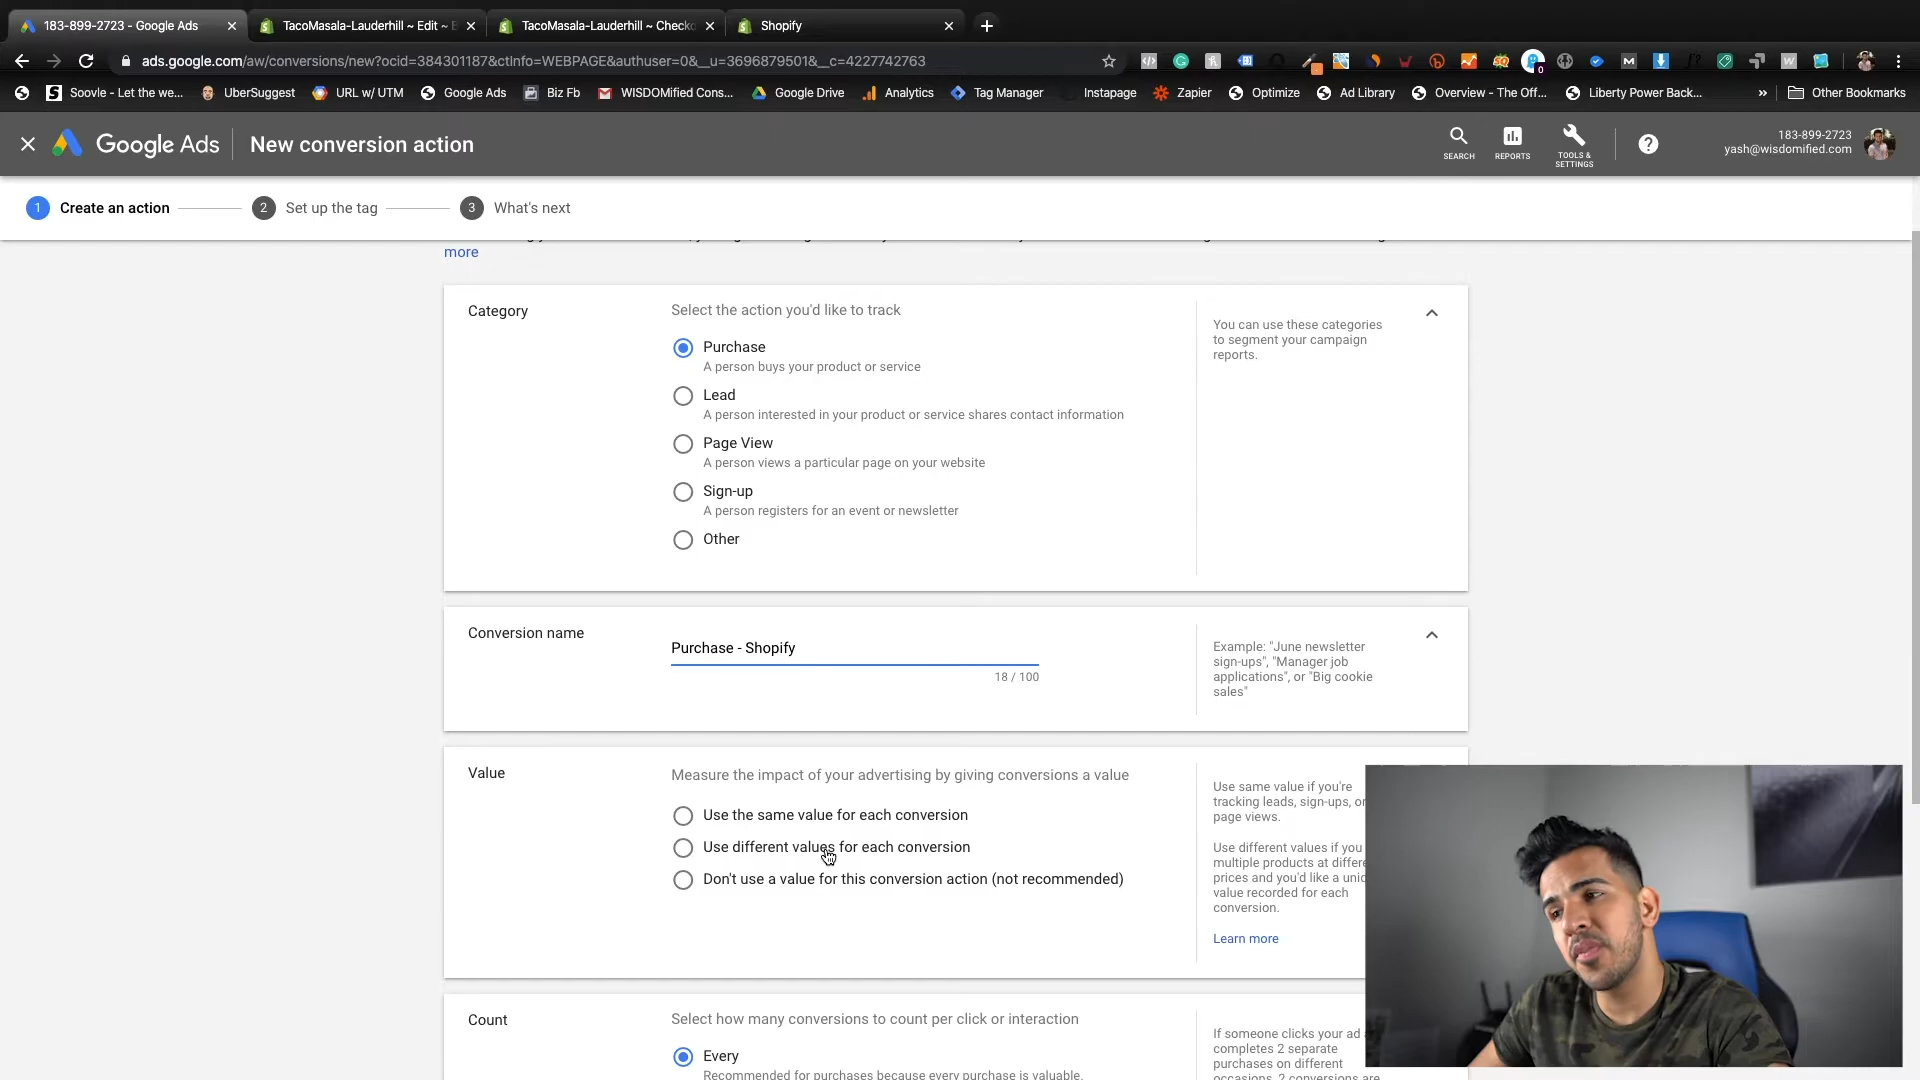 183-899-2723 - Google Ads
TacoMasala-Lauderhill ~ Edit ~
TacoMasala-Lauderhill ~ Checko
Shopify
ads.google.com/aw/conversions/new?ocid=384301187&ctInfo=WEBPAGE&authuser=0&__u=3696879501&__c=4227742763
Soovle - Let the we...
UberSuggest
URL w/ UTM
Google Ads
Biz Fb
WISDOMified Cons...
Google Drive
Analytics
Tag Manager
Instapage
Zapier
Optimize
Ad Library
Overview - The Off...
Liberty Power Back...
»
Other Bookmarks
Google Ads
New conversion action
SEARCH
REPORTS
TOOLS &
SETTINGS
183-899-2723
yash@wisdomified.com
1 Create an action
2 Set up the tag
3 What's next
more
Category
Select the action you'd like to track
Purchase
A person buys your product or service
Lead
A person interested in your product or service shares contact information
Page View
A person views a particular page on your website
Sign-up
A person registers for an event or newsletter
Other
You can use these categories
to segment your campaign
reports.
Conversion name
Purchase - Shopify
18 / 100
Example: "June newsletter
sign-ups", "Manager job
applications", or "Big cookie
sales"
Value
Measure the impact of your advertising by giving conversions a value
Use the same value for each conversion
Use different values for each conversion
Don't use a value for this conversion action (not recommended)
Use same value if you're
tracking leads, sign-ups, or
page views.
Use different values if you
multiple products at differe
prices and you'd like a uniq
value recorded for each
conversion.
Learn more
Count
Select how many conversions to count per click or interaction
Every
Recommended for purchases because every purchase is valuable.
If someone clicks your ad
completes 2 separate
purchases on different
occasions, 2 conversions are